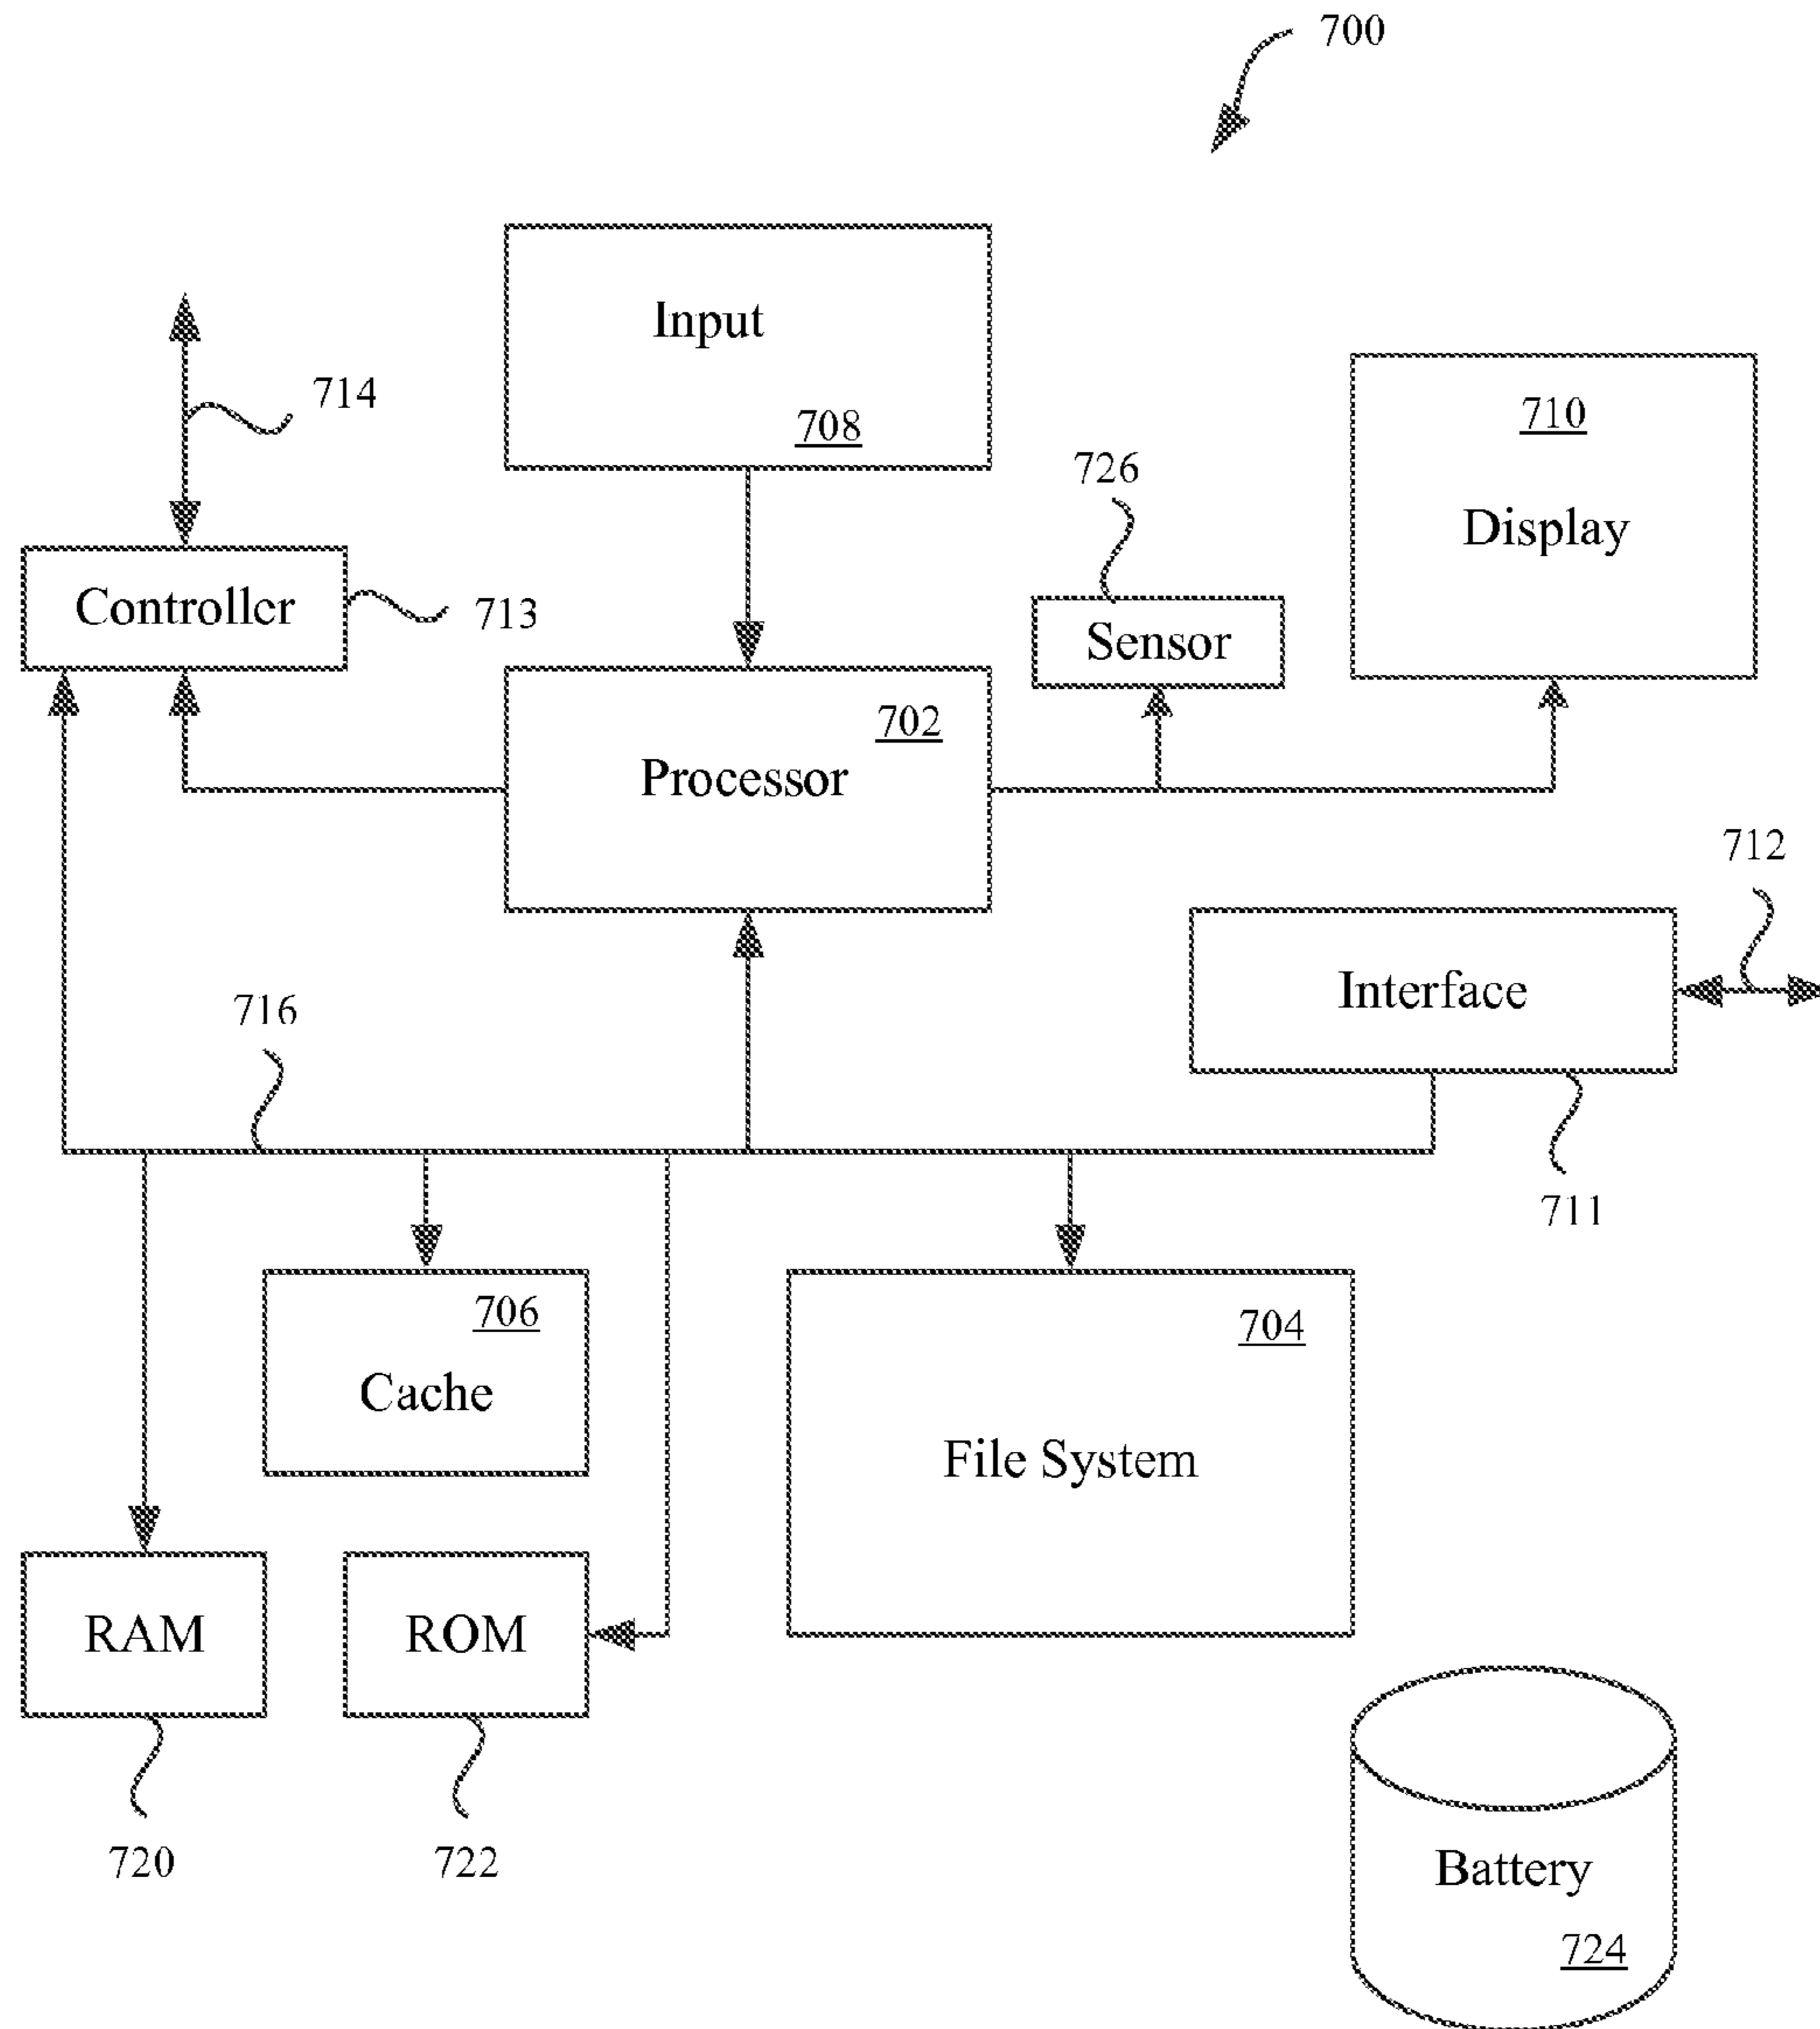 700
Input
708
714
710
Display
726
Sensor
Controller
713
702
Processor
712
Interface
716
711
706
Cache
704
File System
RAM
ROM
720
722
Battery
724